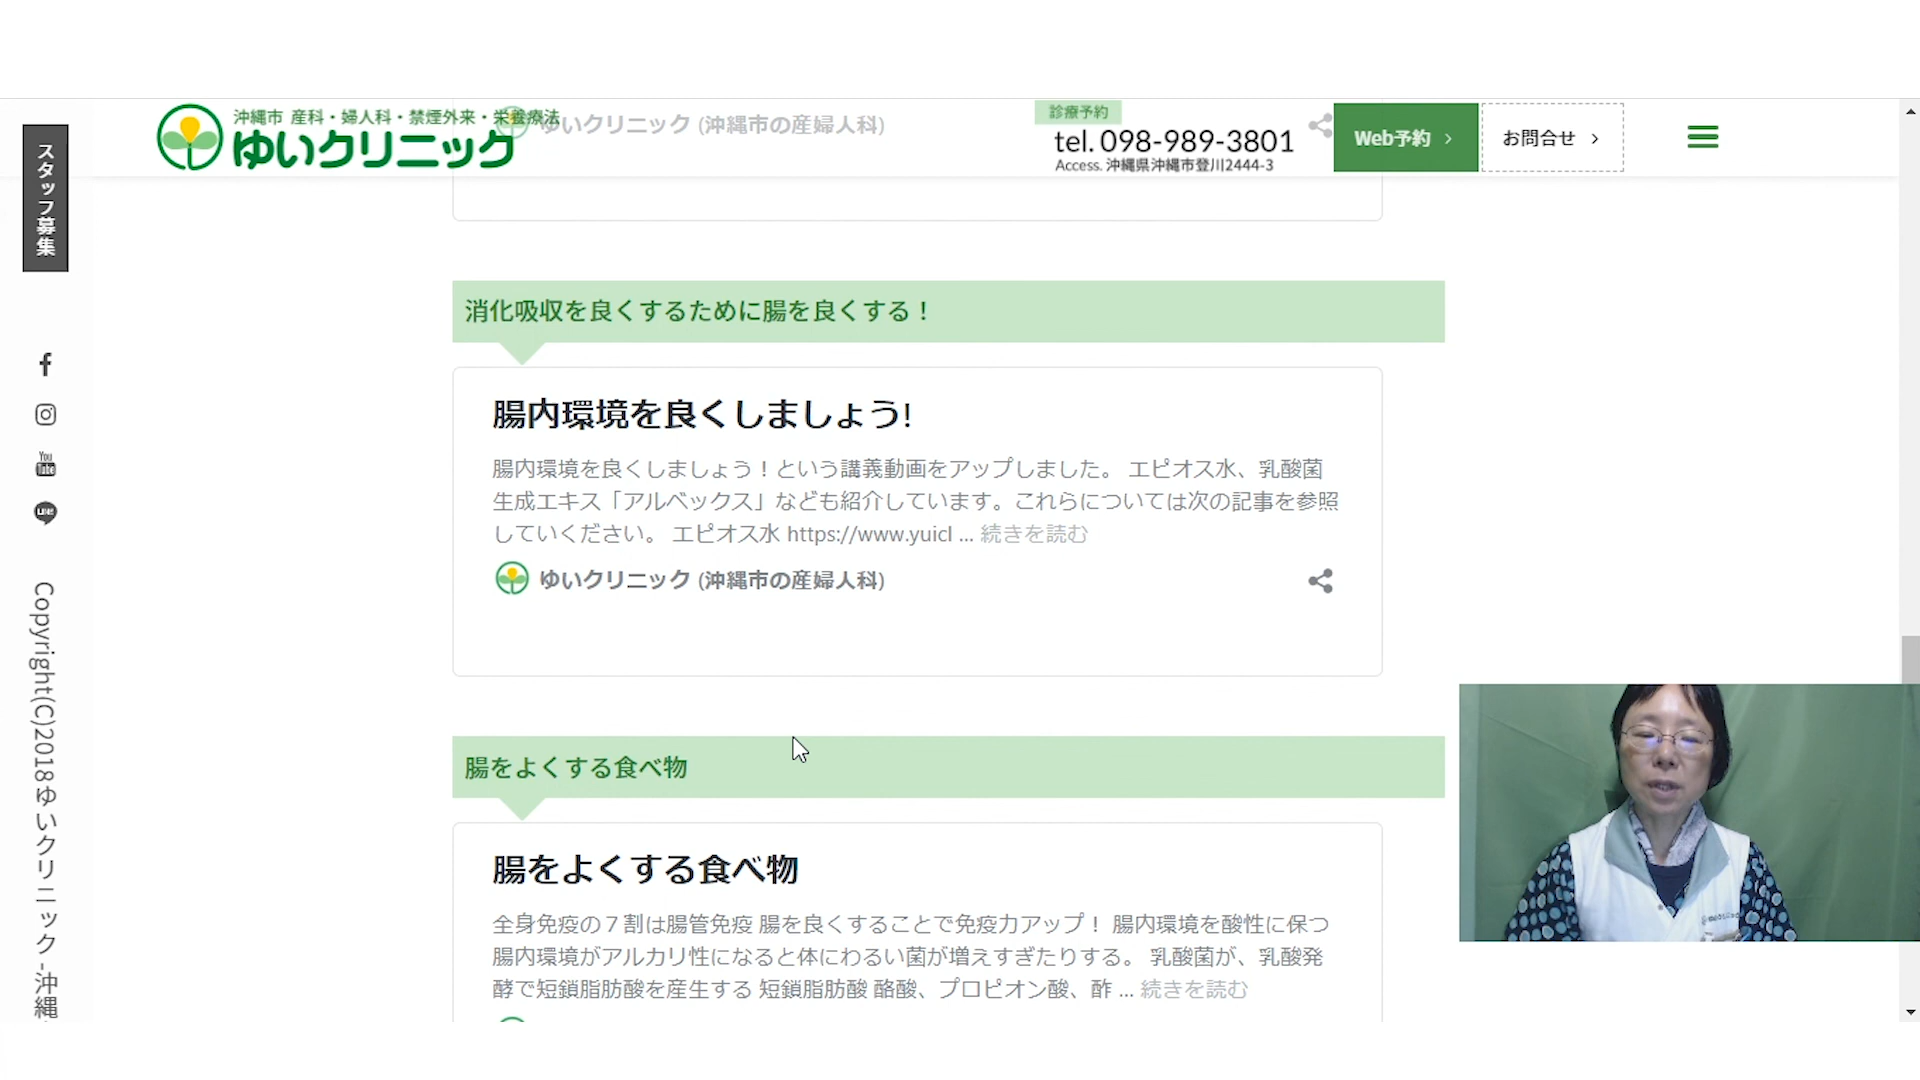 スタッフ募集
沖縄市 産科・婦人科・禁煙外来・栄養療法
ゆいクリニック
ゆいクリニック (沖縄市の産婦人科)
診療予約
tel. 098-989-3801
Access. 沖縄県沖縄市登川2444-3
Web予約
お問合せ
消化吸収を良くするために腸を良くする！
腸内環境を良くしましょう!
腸内環境を良くしましょう！という講義動画をアップしました。 エピオス水、乳酸菌
生成エキス「アルベックス」なども紹介しています。これらについては次の記事を参照
していください。 エピオス水 https://www.yuicl ... 続きを読む
ゆいクリニック (沖縄市の産婦人科)
腸をよくする食べ物
腸をよくする食べ物
全身免疫の７割は腸管免疫 腸を良くすることで免疫力アップ！ 腸内環境を酸性に保つ
腸内環境がアルカリ性になると体にわるい菌が増えすぎたりする。 乳酸菌が、乳酸発
酵で短鎖脂肪酸を産生する 短鎖脂肪酸 酪酸、プロピオン酸、酢 ... 続きを読む
You
Tube
LINE
Copyright(C)2018ゆいクリニック -沖縄